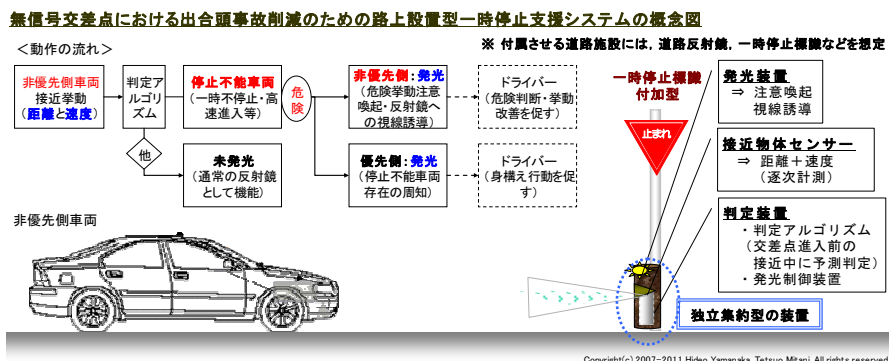 無信号交差点における出合頭事故削減のための路上設置型一時停止支援システムの概念図
＜動作の流れ＞
※ 付属させる道路施設には，道路反射鏡，一時停止標識などを想定
非優先側車両
接近挙動
（距離と速度）
判定ア
ルゴリ
ズム
停止不能車両
（一時不停止・高
速進入等）
危
険
非優先側：発光
（危険挙動注意
喚起・反射鏡へ
の視線誘導）
ドライバー
（危険判断・挙動
改善を促す）
他
未発光
（通常の反射鏡
として機能）
優先側：発光
（停止不能車両
存在の周知）
ドライバー
（身構え行動を促
す）
非優先側車両
一時停止標識
付加型
止まれ
発光装置
⇒ 注意喚起
視線誘導
接近物体センサー
⇒ 距離＋速度
（逐次計測）
判定装置
・判定アルゴリズム
（交差点進入前の
接近中に予測判定）
・発光制御装置
独立集約型の装置
Copyright(c) 2007-2011 Hideo Yamanaka, Tetsuo Mitani, All rights reserved